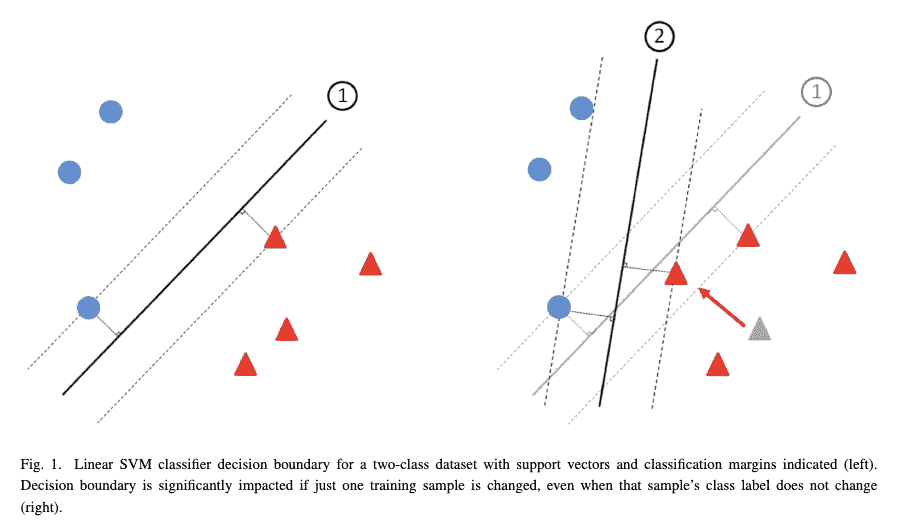 2
1
1
Fig. 1. Linear SVM classifier decision boundary for a two-class dataset with support vectors and classification margins indicated (left).
Decision boundary is significantly impacted if just one training sample is changed, even when that sample's class label does not change
(right).